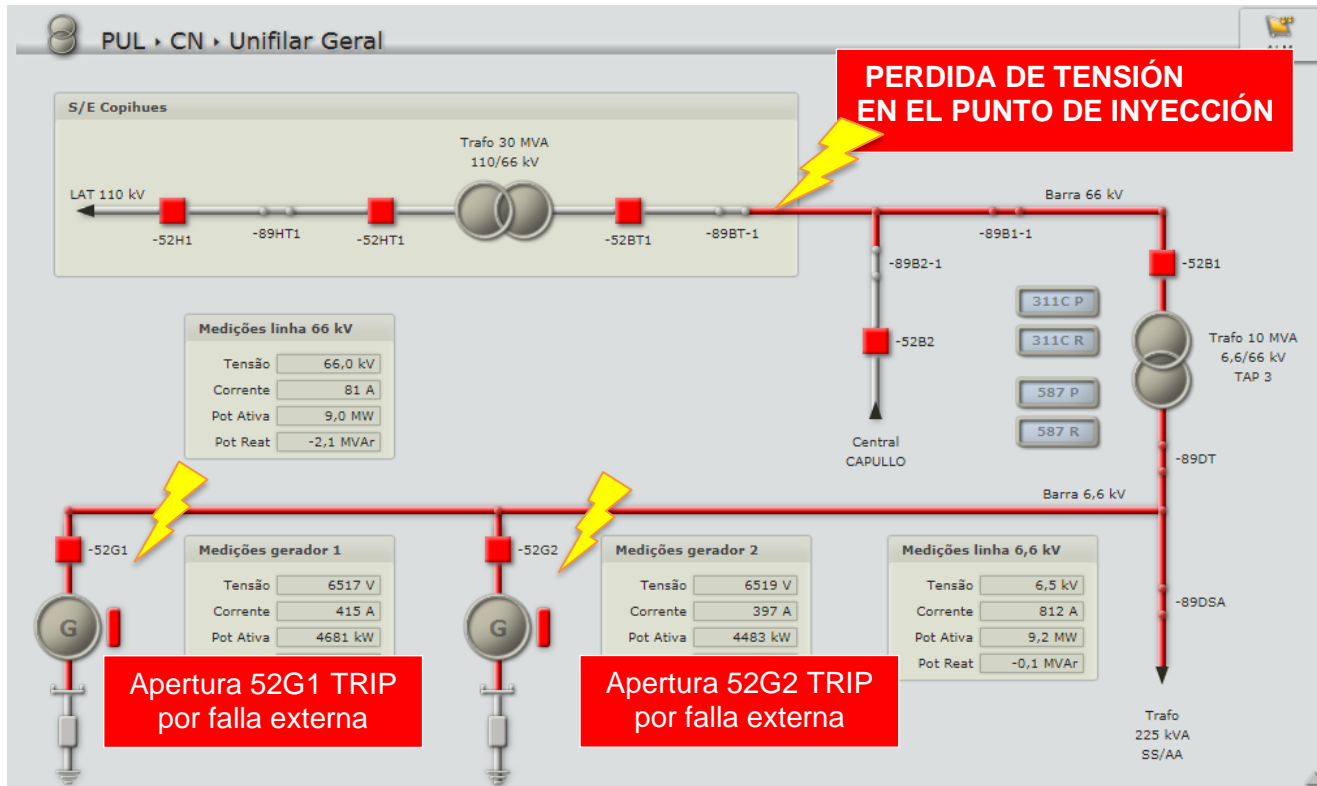 PUL › CN › Unifilar Geral
PERDIDA DE TENSIÓN
EN EL PUNTO DE INYECCIÓN
S/E Copihues
Trafo 30 MVA
110/66 kV
LAT 110 kV
Barra 66 kV
-52H1
-89HT1
-52HT1
-52BT1
-89BT-1
-89B1-1
-89B2-1
-52B1
311C P
311C R
587 P
587 R
Trafo 10 MVA
6,6/66 kV
TAP 3
-52B2
Central
CAPULLO
-89DT
Medições linha 66 kV
Tensão 66,0 kV
Corrente 81 A
Pot Ativa 9,0 MW
Pot Reat -2,1 MVAr
Barra 6,6 kV
-52G1
Medições gerador 1
Tensão 6517 V
Corrente 415 A
Pot Ativa 4681 kW
G
Apertura 52G1 TRIP
por falla externa
-52G2
Medições gerador 2
Tensão 6519 V
Corrente 397 A
Pot Ativa 4483 kW
G
Apertura 52G2 TRIP
por falla externa
Medições linha 6,6 kV
Tensão 6,5 kV
Corrente 812 A
Pot Ativa 9,2 MW
Pot Reat -0,1 MVAr
-89DSA
Trafo
225 kVA
SS/AA